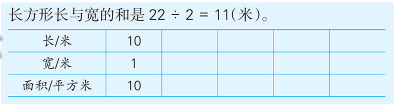 长方形长与宽的和是 22 ÷ 2 = 11(米)。
长/米 10
宽/米 1
面积/平方米 10